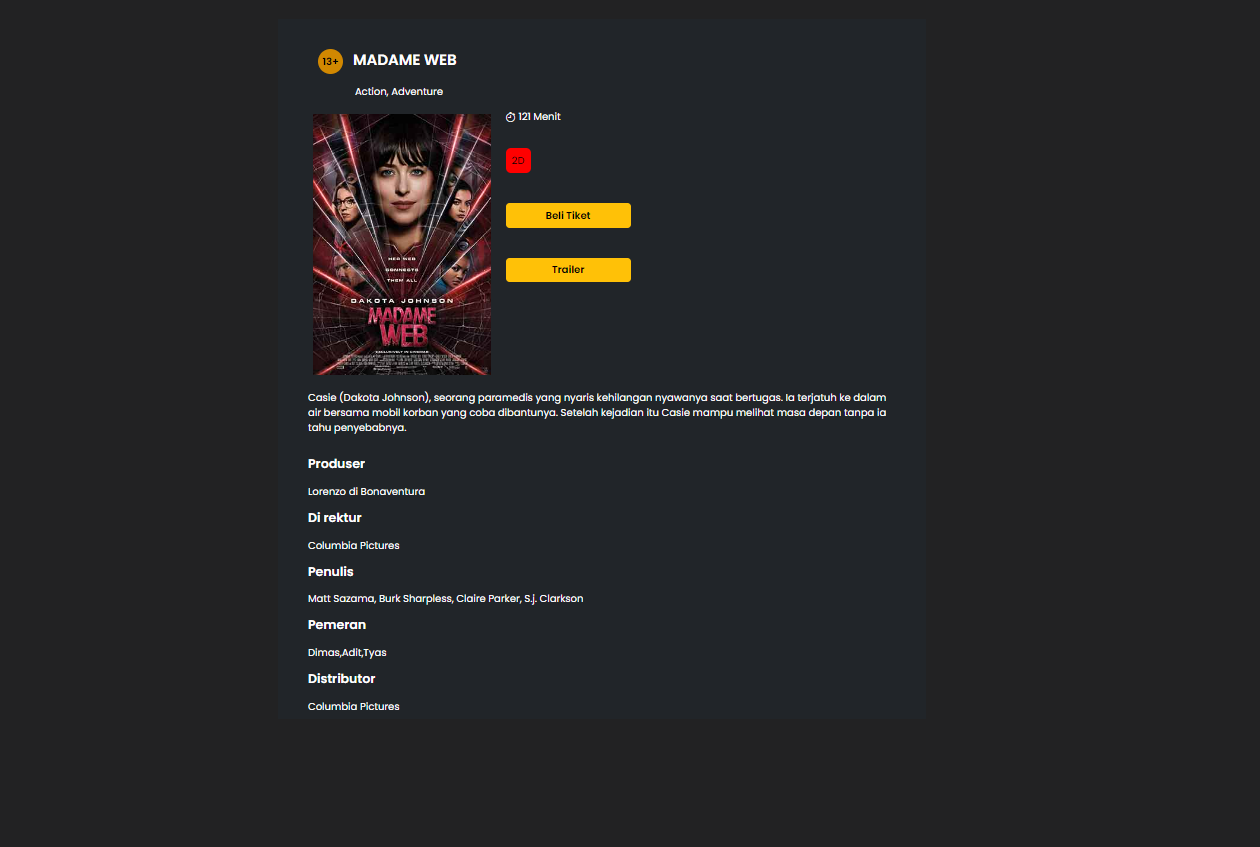 13+ MADAME WEB
Action, Adventure
121 Menit
2D
Beli Tiket
Trailer
HER WEB
CONNECTS
THEM ALL
DAKOTA JOHNSON
MADAME
WEB
EXCLUSIVELY IN CINEMAS
Casie (Dakota Johnson), seorang paramedis yang nyaris kehilangan nyawanya saat bertugas. Ia terjatuh ke dalam
air bersama mobil korban yang coba dibantunya. Setelah kejadian itu Casie mampu melihat masa depan tanpa ia
tahu penyebabnya.
Produser
Lorenzo di Bonaventura
Di rektur
Columbia Pictures
Penulis
Matt Sazama, Burk Sharpless, Claire Parker, S.j. Clarkson
Pemeran
Dimas,Adit,Tyas
Distributor
Columbia Pictures